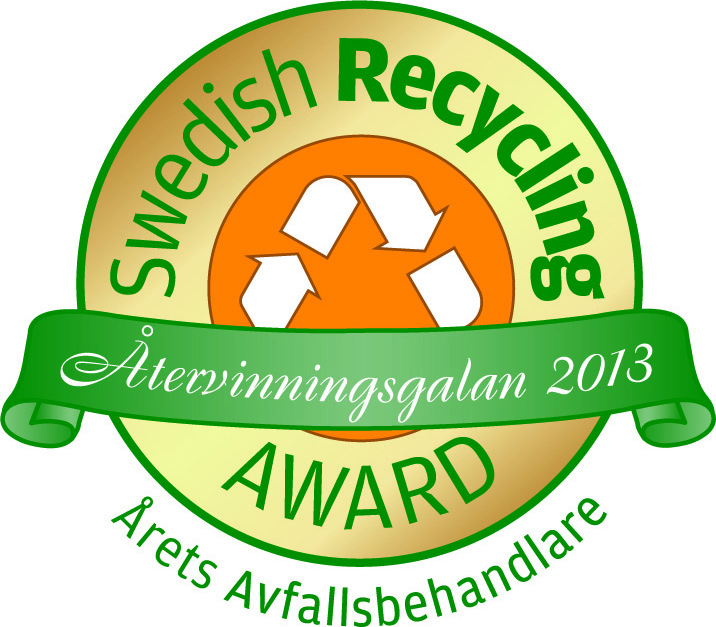 Swedish Recycling
Återvinningsgalan 2013
AWARD
Årets Avfallsbehandlare